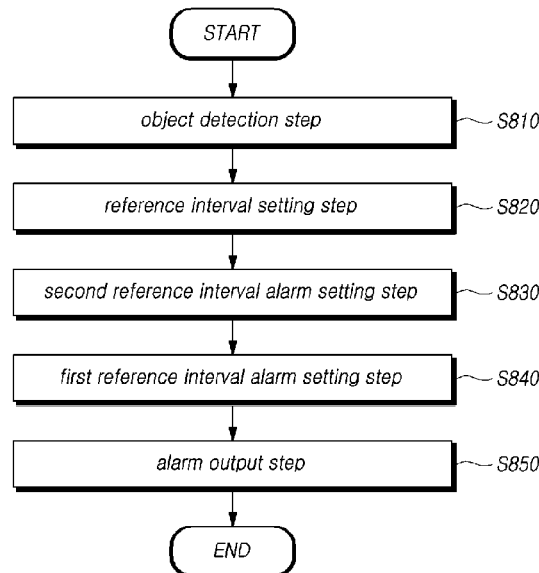 START
object detection step
S810
reference interval setting step
S820
second reference interval alarm setting step
S830
first reference interval alarm setting step
S840
alarm output step
S850
END